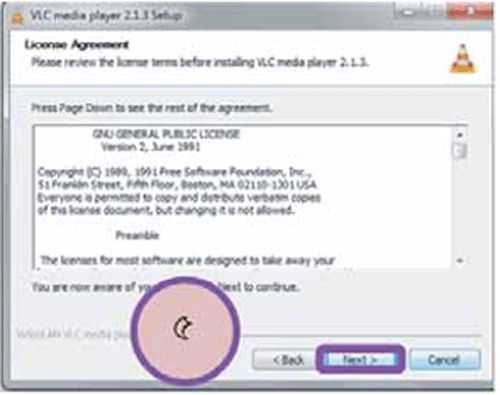 VLC media player 2.1.3 Setup
License Agreement
Please review the license terms before installing VLC media player 2.1.3.
Press Page Down to see the rest of the agreement.
GNU GENERAL PUBLIC LICENSE
Version 2, June 1991
Copyright (C) 1989, 1991 Free Software Foundation, Inc.,
51 Franklin Street, Fifth Floor, Boston, MA 02110-1301 USA
Everyone is permitted to copy and distribute verbatim copies
of this license document, but changing it is not allowed.
Preamble
The licenses for most software are designed to take away your
You are now aware of you Next to continue.
VLC media
< Back Next > Cancel